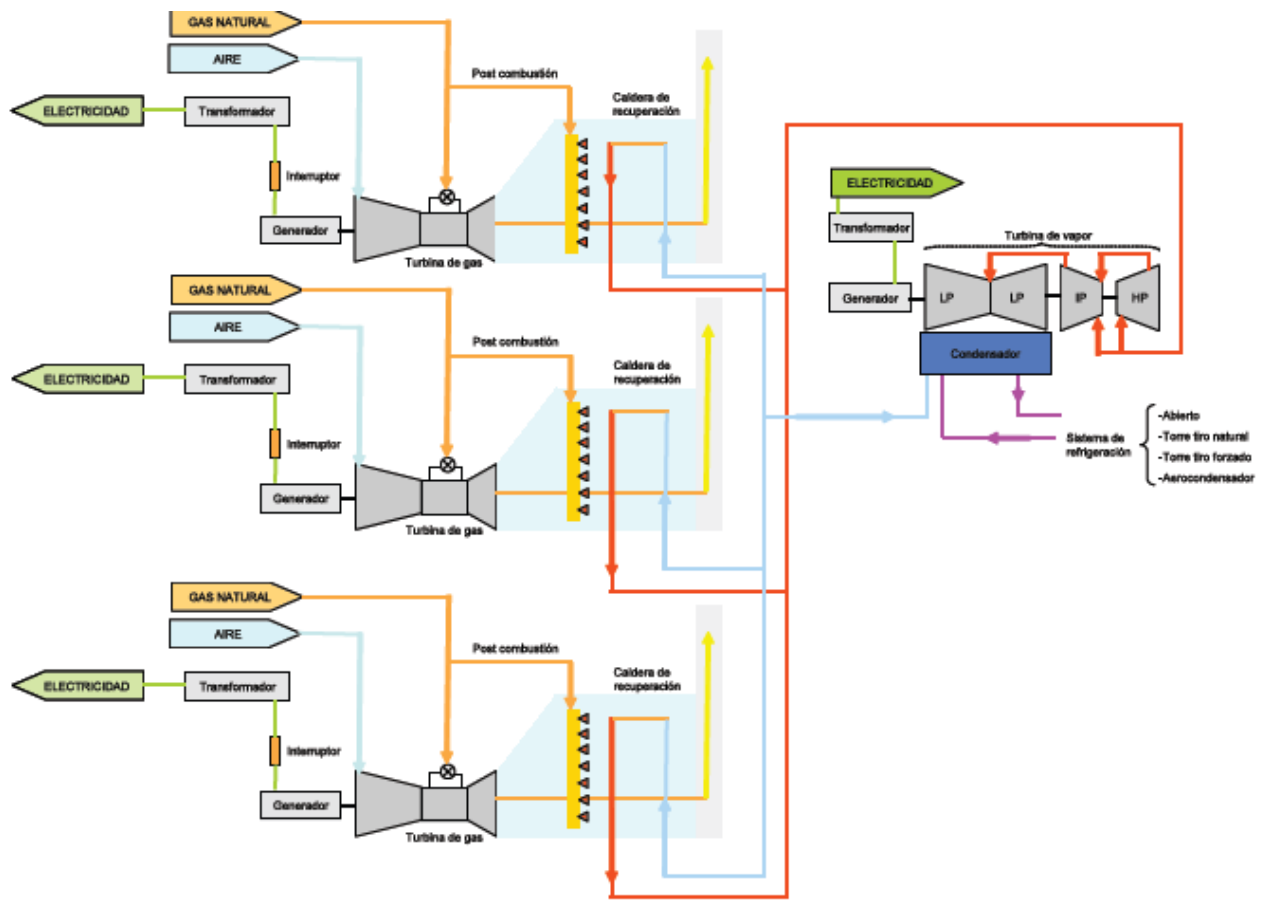 GAS NATURAL
AIRE
ELECTRICIDAD
Transformador
Interruptor
Generador
Turbina de gas
Post combustión
Caldera de
recuperación
GAS NATURAL
AIRE
ELECTRICIDAD
Transformador
Interruptor
Generador
Turbina de gas
Post combustión
Caldera de
recuperación
GAS NATURAL
AIRE
ELECTRICIDAD
Transformador
Interruptor
Generador
Turbina de gas
Post combustión
Caldera de
recuperación
ELECTRICIDAD
Transformador
Generador
Turbina de vapor
LP
LP
IP
HP
Condensador
Sistema de
refrigeración
-Abierto
-Torre tiro natural
-Torre tiro forzado
-Aerocondensador